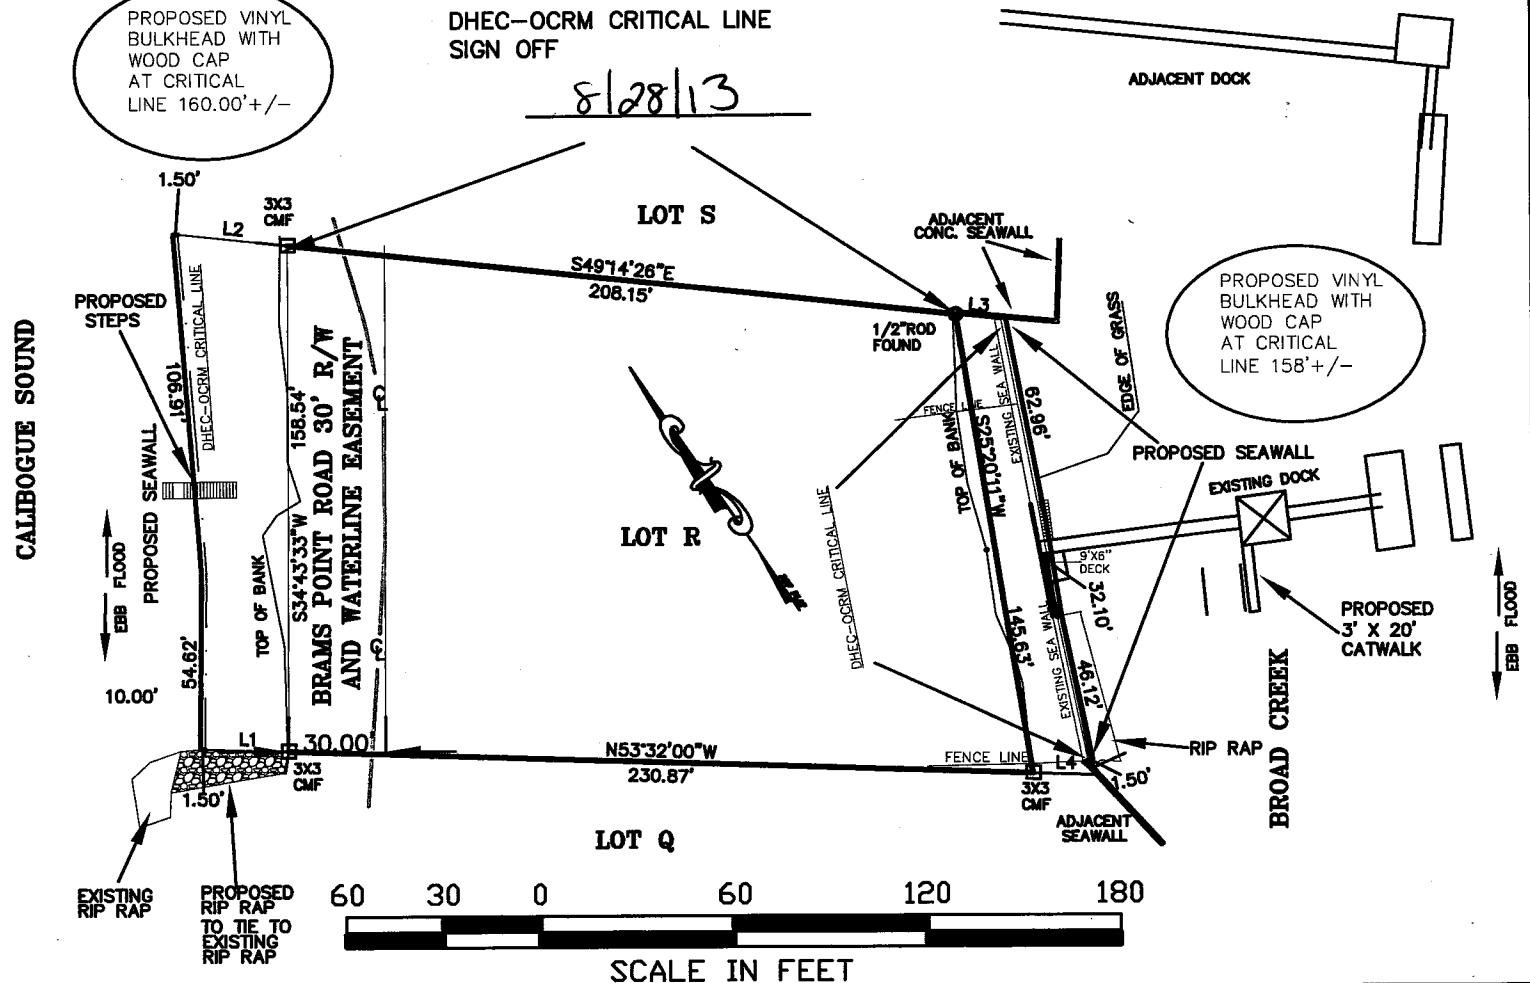 PROPOSED VINYL
BULKHEAD WITH
WOOD CAP
AT CRITICAL
LINE 160.00'+/-
DHEC-OCRM CRITICAL LINE
SIGN OFF
8/28/13
ADJACENT DOCK
1.50'
L2
3X3
CMF
LOT S
ADJACENT
CONC. SEAWALL
S49°14'26"E
208.15'
L3
1/2"ROD
FOUND
PROPOSED VINYL
BULKHEAD WITH
WOOD CAP
AT CRITICAL
LINE 158'+/-
PROPOSED
STEPS
CALIBOGUE SOUND
DHEC-OCRM CRITICAL LINE
106.91'
PROPOSED SEAWALL
EBB FLOOD
54.62'
10.00'
TOP OF BANK
158.54'
S34°43'33"W
BRAMS POINT ROAD 30' R/W
AND WATERLINE EASEMENT
CL
CL
LOT R
FENCE LINE
TOP OF BANK
S25°20'11"W
145.63'
EXISTING SEA WALL
62.96'
EDGE OF GRASS
PROPOSED SEAWALL
EXISTING DOCK
9'X6"
DECK
32.10'
DHEC-OCRM CRITICAL LINE
EXISTING SEA WALL
46.12'
PROPOSED
3' X 20'
CATWALK
EBB FLOOD
BROAD CREEK
RIP RAP
L1
30.00
3X3
CMF
N53°32'00"W
230.87'
FENCE LINE
L4
3X3
CMF
1.50'
ADJACENT
SEAWALL
1.50'
LOT Q
EXISTING
RIP RAP
PROPOSED
RIP RAP
TO TIE TO
EXISTING
RIP RAP
60 30 0 60 120 180
SCALE IN FEET